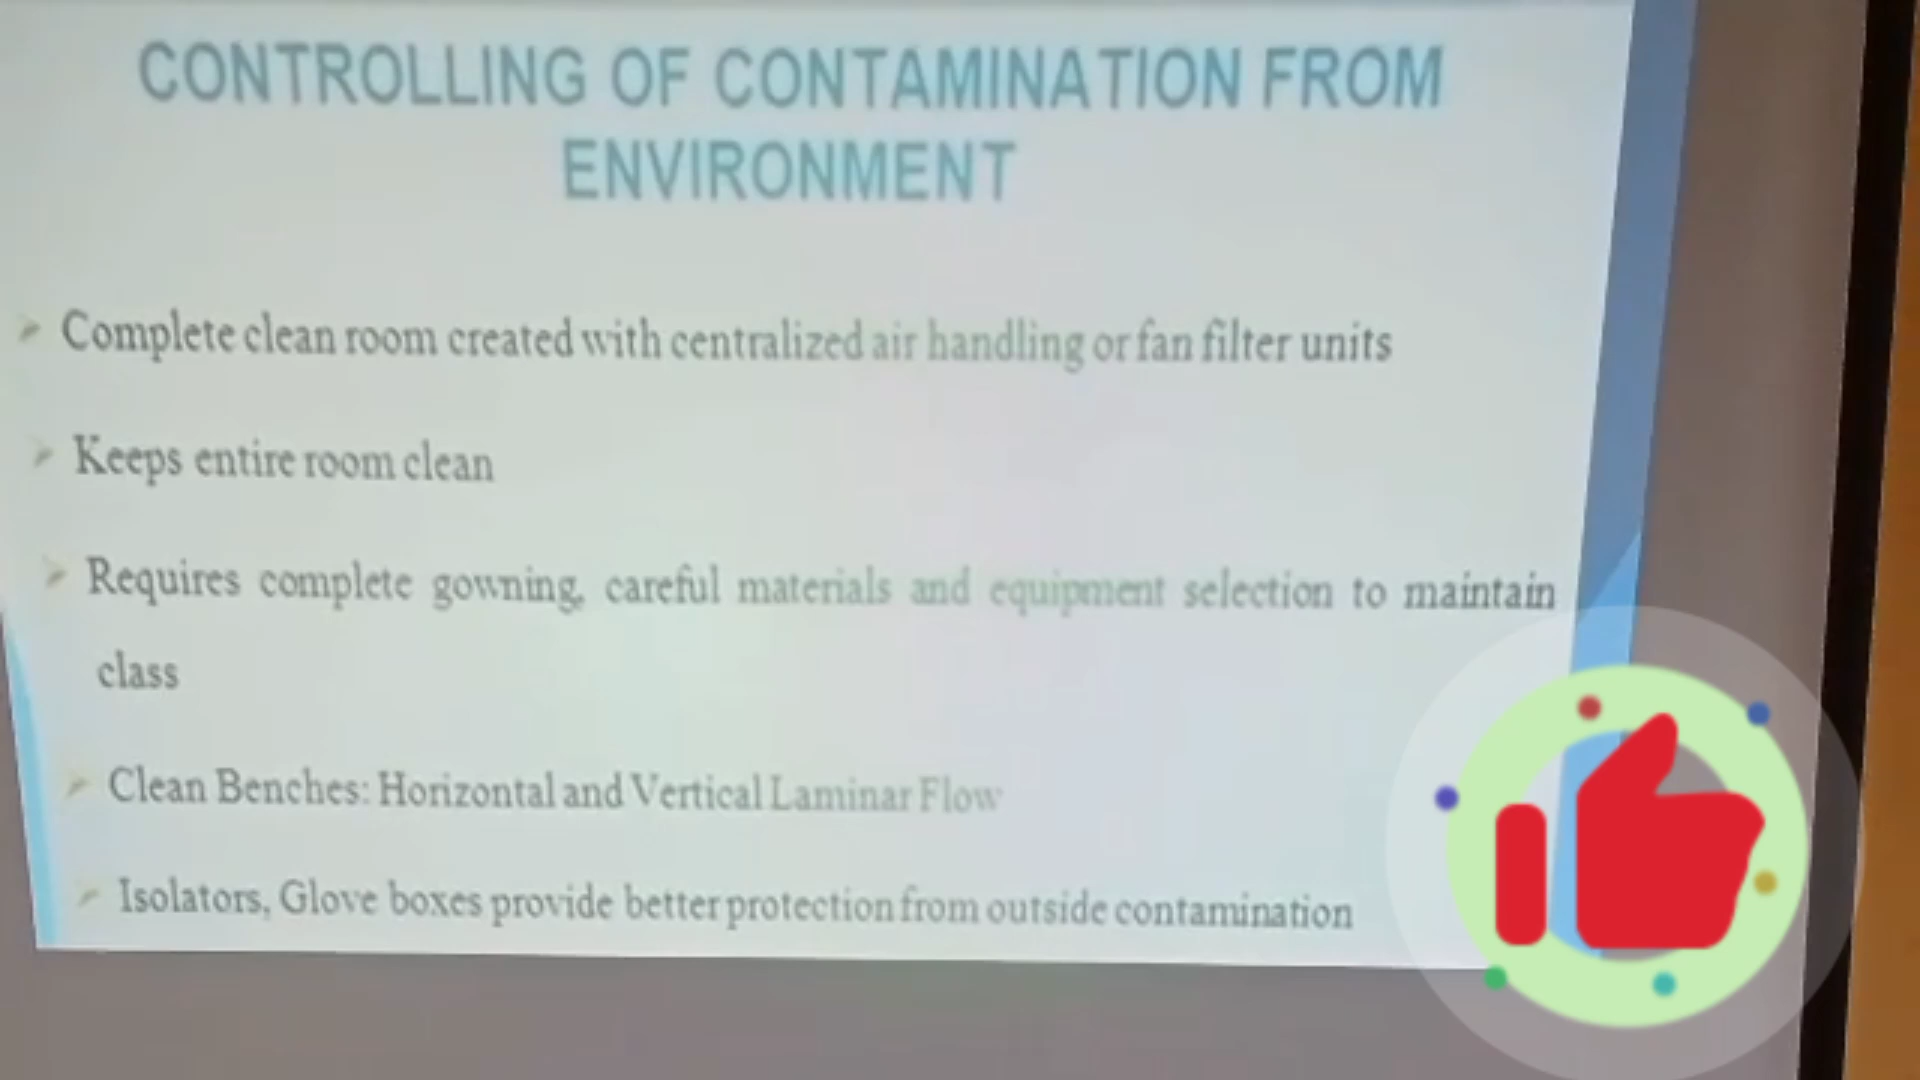 CONTROLLING OF CONTAMINATION FROM
ENVIRONMENT
Complete clean room created with centralized air handling or fan filter units
Keeps entire room clean
Requires complete gowning, careful materials and equipment selection to maintain
class
Clean Benches: Horizontal and Vertical Laminar Flow
Isolators, Glove boxes provide better protection from outside contamination